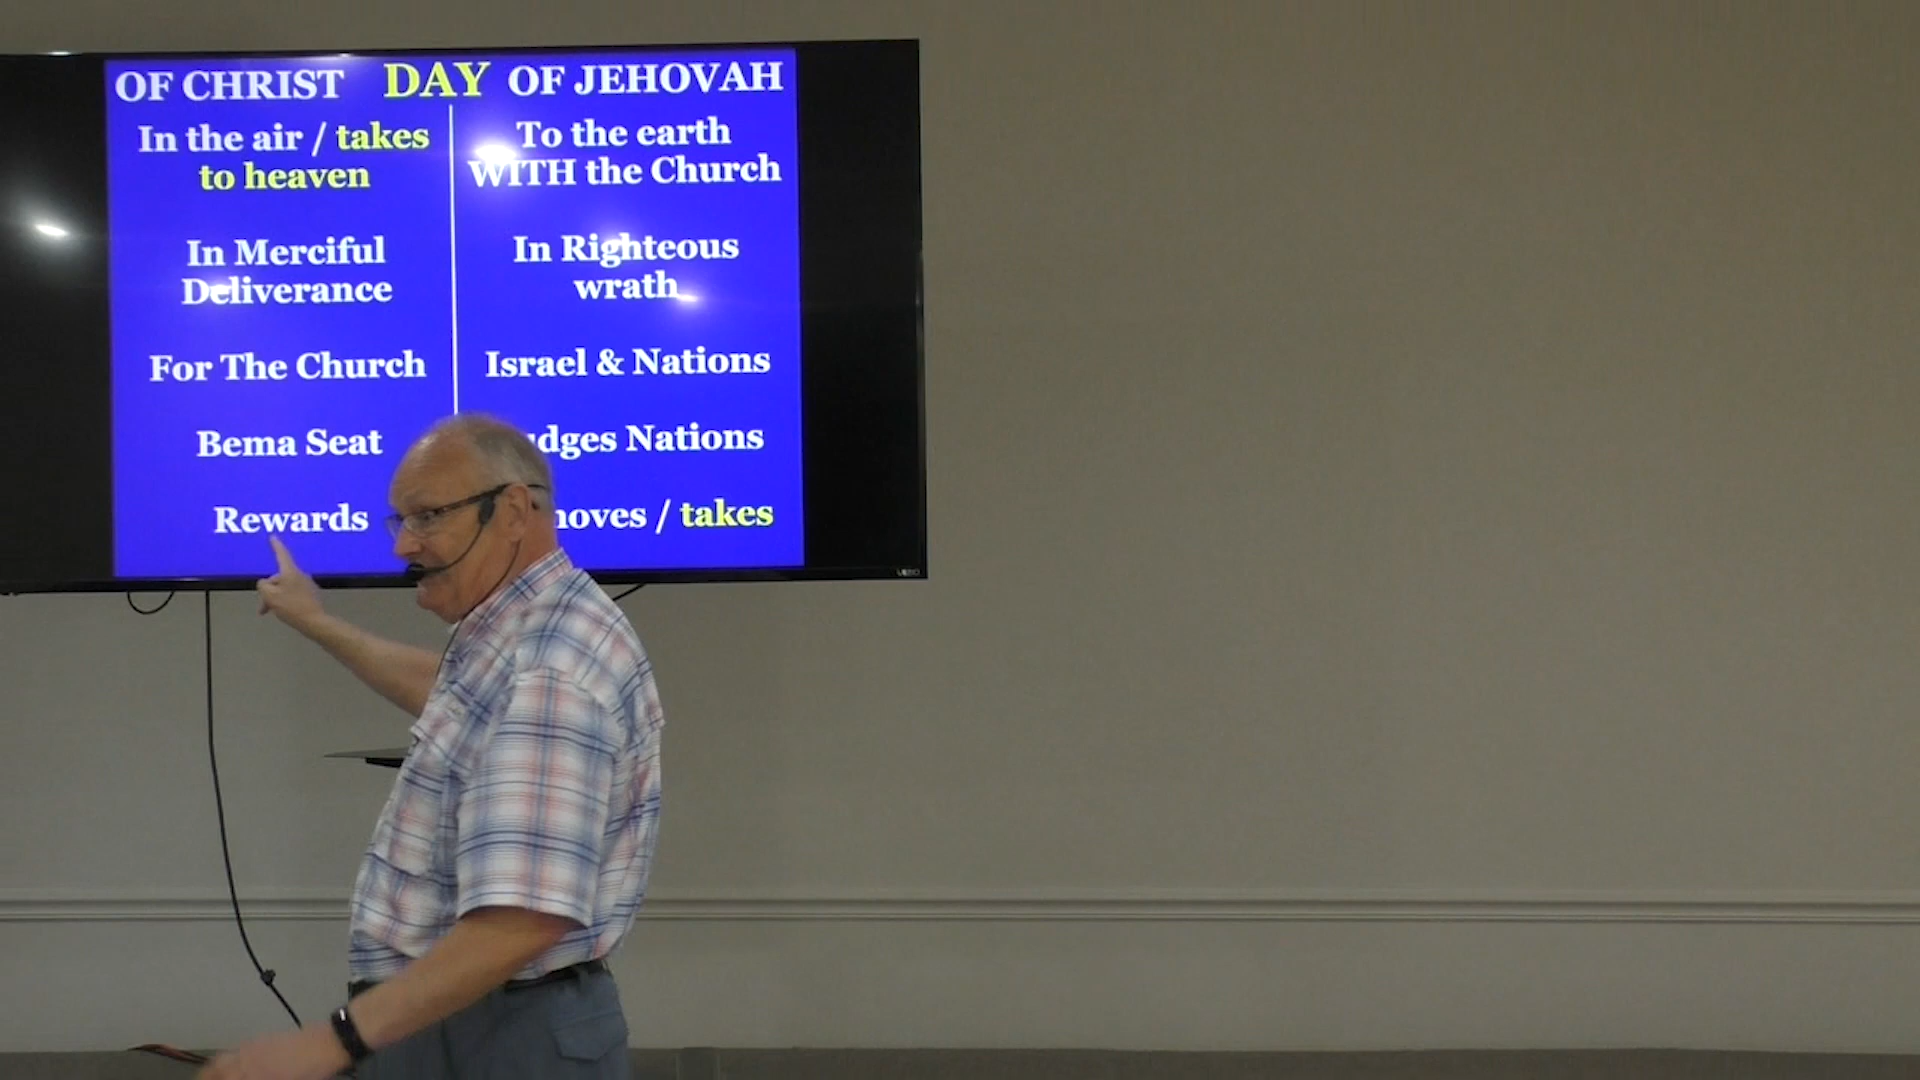 OF CHRIST DAY OF JEHOVAH
In the air / takes
to heaven
To the earth
WITH the Church
In Merciful
Deliverance
In Righteous
wrath
For The Church
Israel & Nations
Bema Seat
Nations
Rewards
/ takes
VIZIO